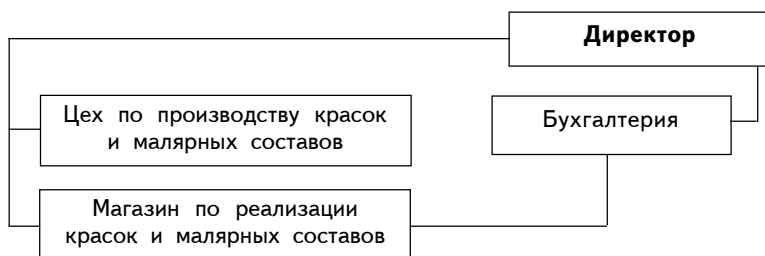 Директор
Цех по производству красок
и малярных составов
Бухгалтерия
Магазин по реализации
красок и малярных составов